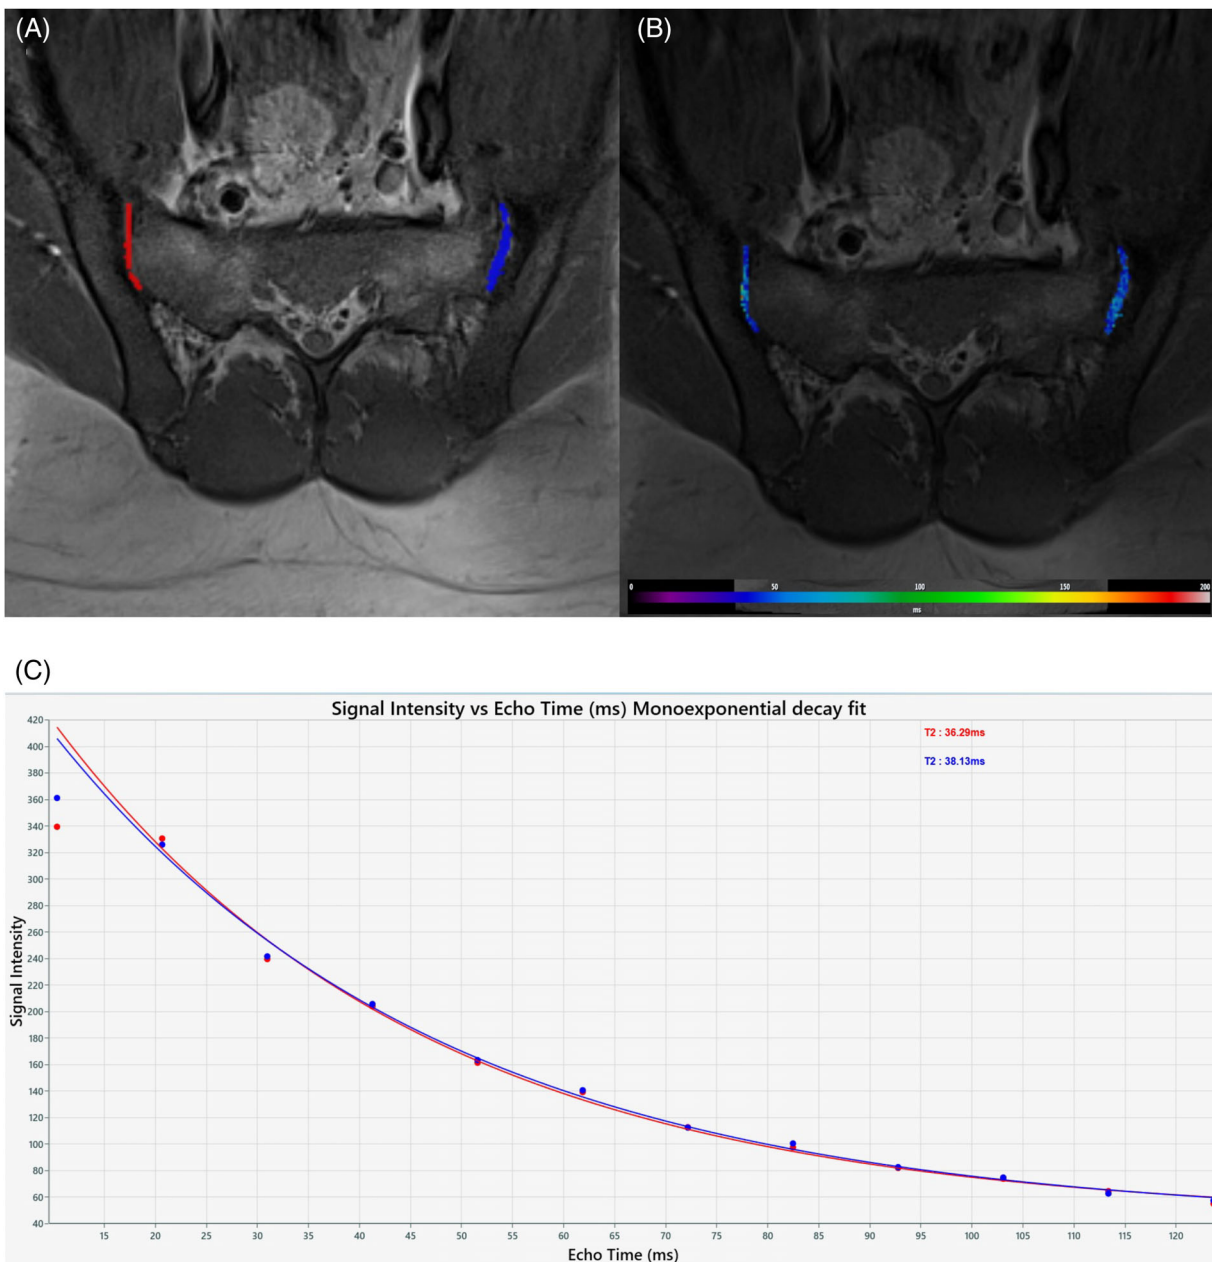 (A)
(B)
0 50 100 150 200
ms
(C)
Signal Intensity vs Echo Time (ms) Monoexponential decay fit
T2 : 36.29ms
T2 : 38.13ms
420
400
380
360
340
320
300
280
260
240
220
200
180
160
140
120
100
80
60
40
Signal Intensity
15 20 25 30 35 40 45 50 55 60 65 70 75 80 85 90 95 100 105 110 115 120
Echo Time (ms)